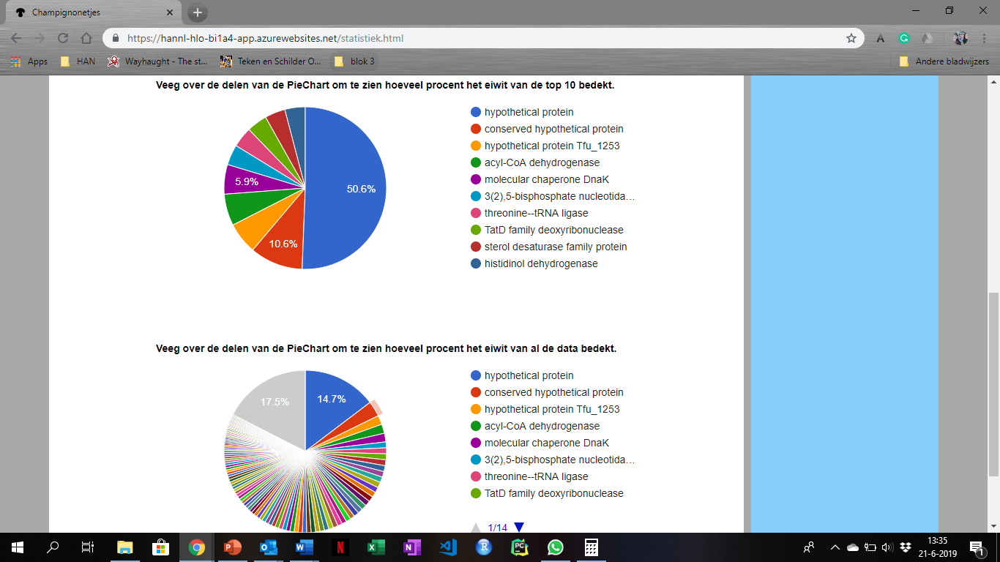 Champignonetjes
https://hannl-hlo-bi1a4-app.azurewebsites.net/statistiek.html
Apps HAN Wayhaught - The st... Teken en Schilder O... blok 3 Andere bladwijzers
Veeg over de delen van de PieChart om te zien hoeveel procent het eiwit van de top 10 bedekt.
50.6%
10.6%
5.9%
hypothetical protein
conserved hypothetical protein
hypothetical protein Tfu_1253
acyl-CoA dehydrogenase
molecular chaperone DnaK
3(2),5-bisphosphate nucleotida…
threonine--tRNA ligase
TatD family deoxyribonuclease
sterol desaturase family protein
histidinol dehydrogenase
Veeg over de delen van de PieChart om te zien hoeveel procent het eiwit van al de data bedekt.
17.5%
14.7%
hypothetical protein
conserved hypothetical protein
hypothetical protein Tfu_1253
acyl-CoA dehydrogenase
molecular chaperone DnaK
3(2),5-bisphosphate nucleotida…
threonine--tRNA ligase
TatD family deoxyribonuclease
1/14
13:35
21-6-2019
1